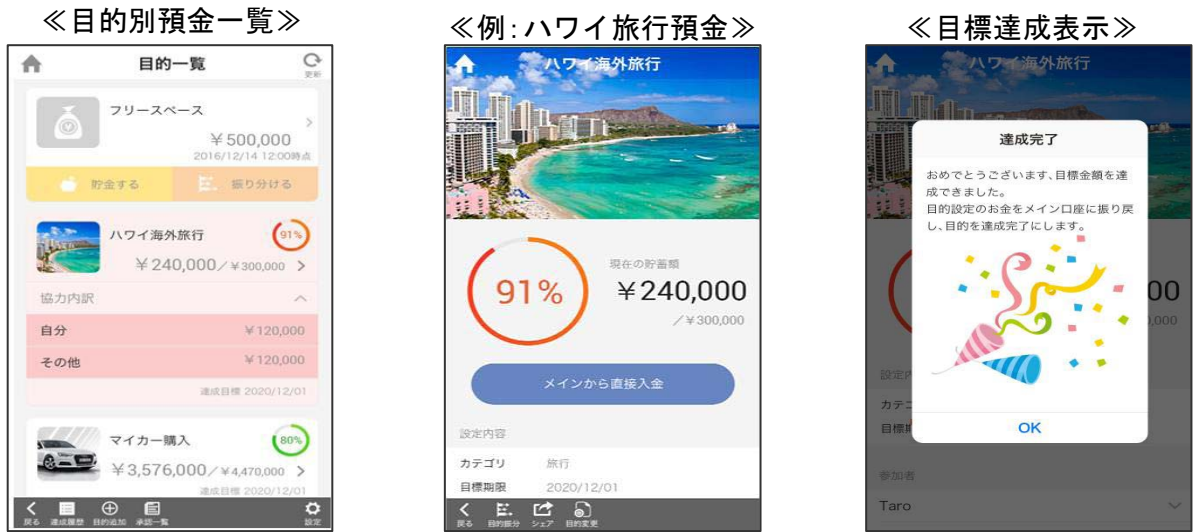 ≪目的別預金一覧≫
目的一覧
更新
フリースペース
￥500,000
2016/12/14 12:00時点
貯金する
振り分ける
ハワイ海外旅行
91%
￥240,000／￥300,000
協力内訳
自分 ￥120,000
その他 ￥120,000
達成目標 2020/12/01
マイカー購入
80%
￥3,576,000／￥4,470,000
達成目標 2020/12/01
戻る 達成履歴 目的追加 承認一覧 設定
≪例：ハワイ旅行預金≫
ハワイ海外旅行
91%
現在の貯蓄額
￥240,000
／￥300,000
メインから直接入金
設定内容
カテゴリ 旅行
目標期限 2020/12/01
戻る 目的振分 シェア 目的変更
≪目標達成表示≫
ハワイ海外旅行
達成完了
おめでとうございます、目標金額を達
成できました。
目的設定のお金をメイン口座に振り戻
し、目的を達成完了にします。
00
,000
設定
カテ
目標
OK
参加者
Taro